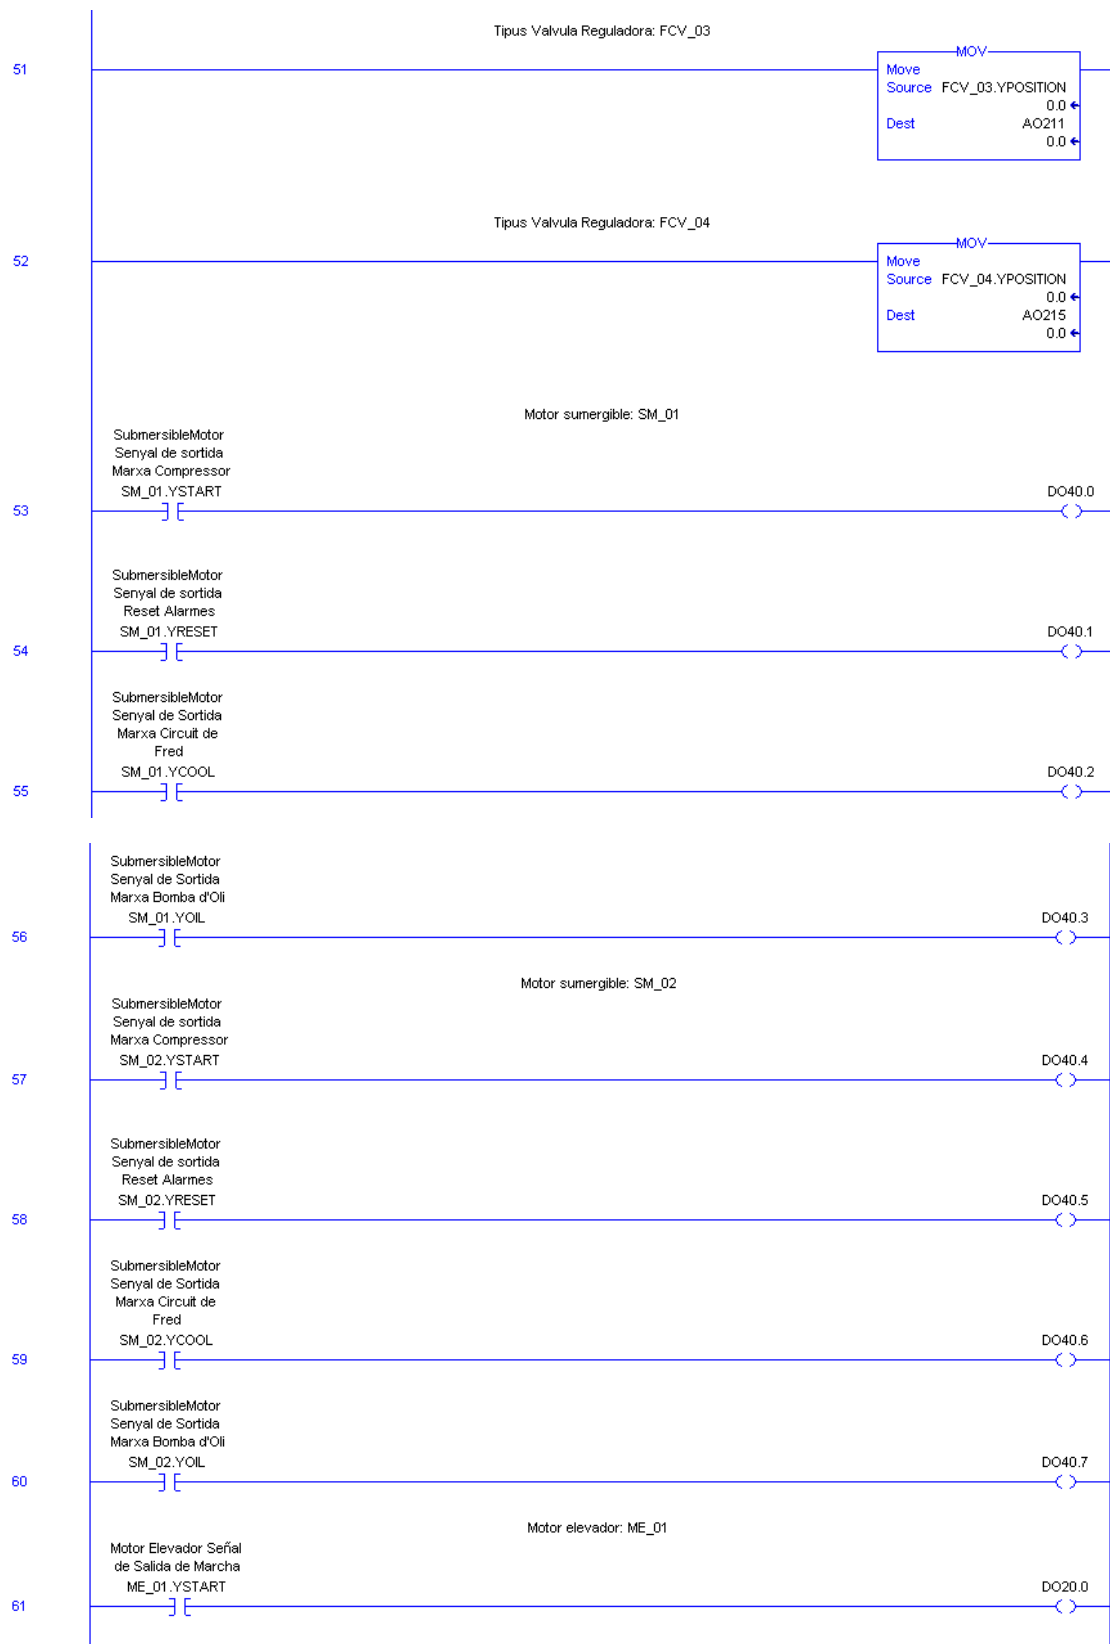 Tipus Valvula Reguladora: FCV_03
MOV
51
Move
Source FCV_03.YPOSITION
0.0
Dest AO211
0.0
Tipus Valvula Reguladora: FCV_04
MOV
52
Move
Source FCV_04.YPOSITION
0.0
Dest AO215
0.0
Motor sumergible: SM_01
SubmersibleMotor
Senyal de sortida
Marxa Compressor
SM_01.YSTART DO40.0
53
SubmersibleMotor
Senyal de sortida
Reset Alarmes
SM_01.YRESET DO40.1
54
SubmersibleMotor
Senyal de Sortida
Marxa Circuit de
Fred
SM_01.YCOOL DO40.2
55
SubmersibleMotor
Senyal de Sortida
Marxa Bomba d'Oli
SM_01.YOIL DO40.3
56
Motor sumergible: SM_02
SubmersibleMotor
Senyal de sortida
Marxa Compressor
SM_02.YSTART DO40.4
57
SubmersibleMotor
Senyal de sortida
Reset Alarmes
SM_02.YRESET DO40.5
58
SubmersibleMotor
Senyal de Sortida
Marxa Circuit de
Fred
SM_02.YCOOL DO40.6
59
SubmersibleMotor
Senyal de Sortida
Marxa Bomba d'Oli
SM_02.YOIL DO40.7
60
Motor elevador: ME_01
Motor Elevador Señal
de Salida de Marcha
ME_01.YSTART DO20.0
61